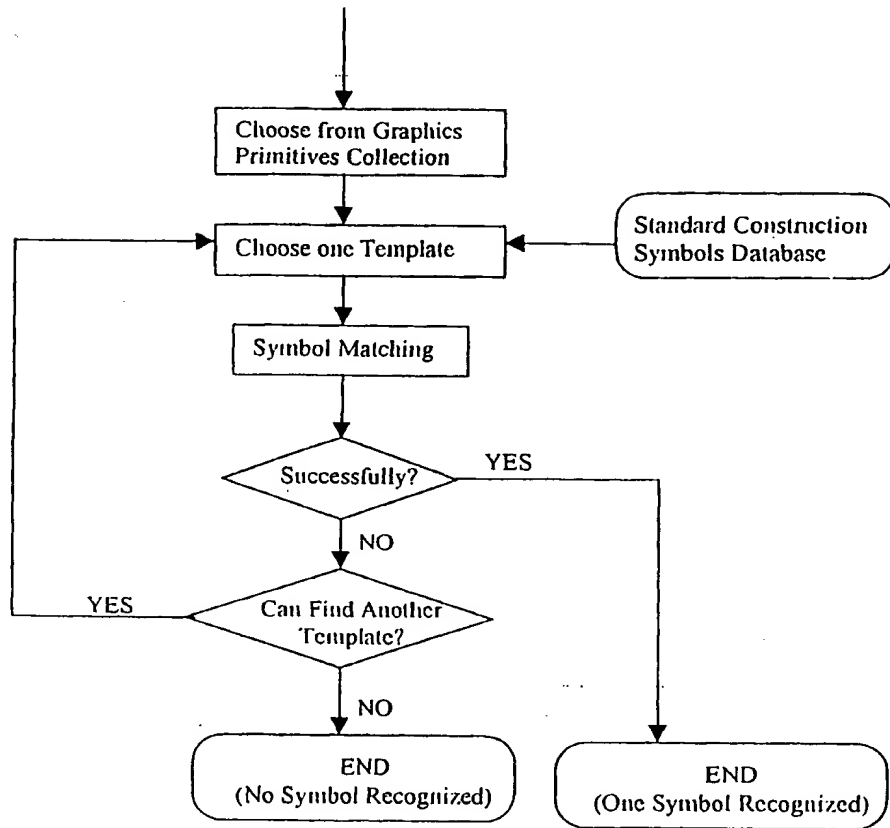 Choose from Graphics
Primitives Collection
Choose one Template
Standard Construction
Symbols Database
Symbol Matching
Successfully?
YES
NO
YES
Can Find Another
Template?
NO
END
(No Symbol Recognized)
END
(One Symbol Recognized)